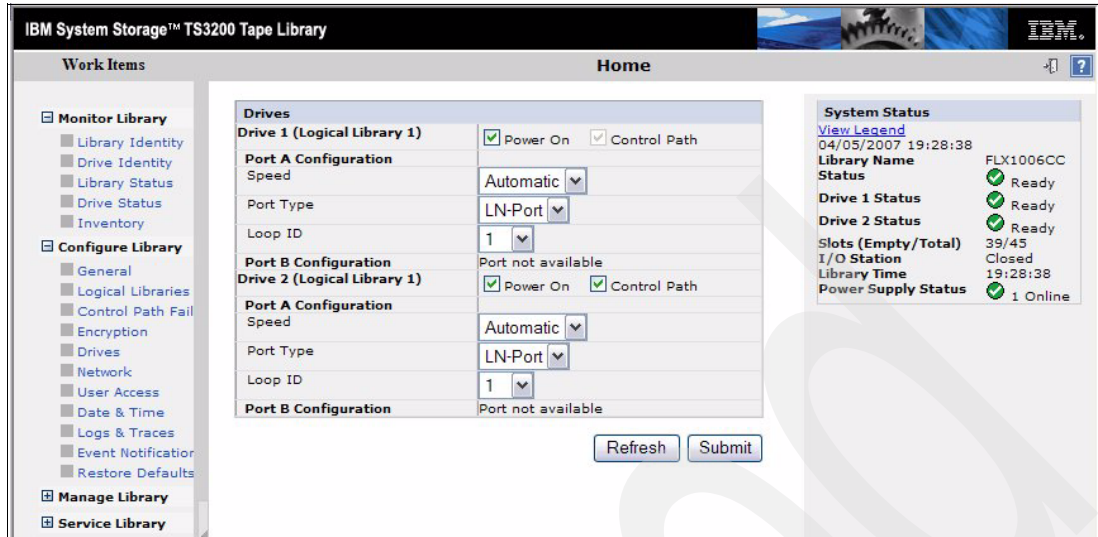 IBM System Storage™ TS3200 Tape Library
IBM.
Work Items
Home
?
Monitor Library
Library Identity
Drive Identity
Library Status
Drive Status
Inventory
Configure Library
General
Logical Libraries
Control Path Fail
Encryption
Drives
Network
User Access
Date & Time
Logs & Traces
Event Notification
Restore Defaults
Manage Library
Service Library
Drives
Drive 1 (Logical Library 1) Power On Control Path
Port A Configuration
Speed Automatic
Port Type LN-Port
Loop ID 1
Port B Configuration Port not available
Drive 2 (Logical Library 1) Power On Control Path
Port A Configuration
Speed Automatic
Port Type LN-Port
Loop ID 1
Port B Configuration Port not available
Refresh Submit
System Status
View Legend
04/05/2007 19:28:38
Library Name FLX1006CC
Status Ready
Drive 1 Status Ready
Drive 2 Status Ready
Slots (Empty/Total) 39/45
I/O Station Closed
Library Time 19:28:38
Power Supply Status 1 Online